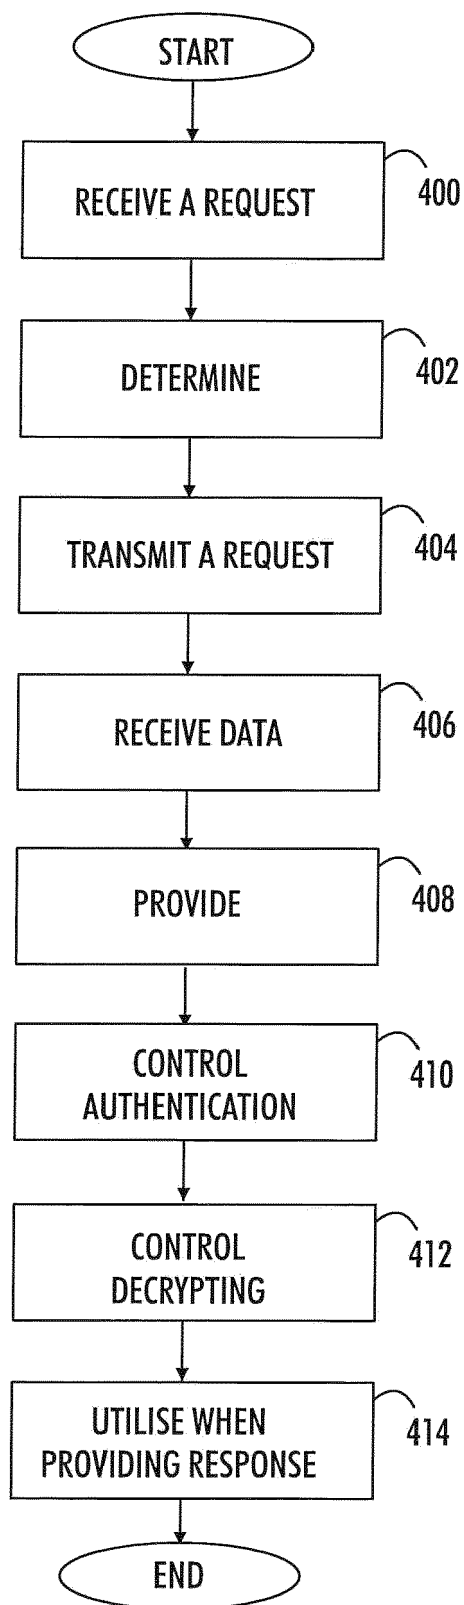 START
RECEIVE A REQUEST
400
DETERMINE
402
TRANSMIT A REQUEST
404
RECEIVE DATA
406
PROVIDE
408
CONTROL
AUTHENTICATION
410
CONTROL
DECRYPTING
412
UTILISE WHEN
PROVIDING RESPONSE
414
END